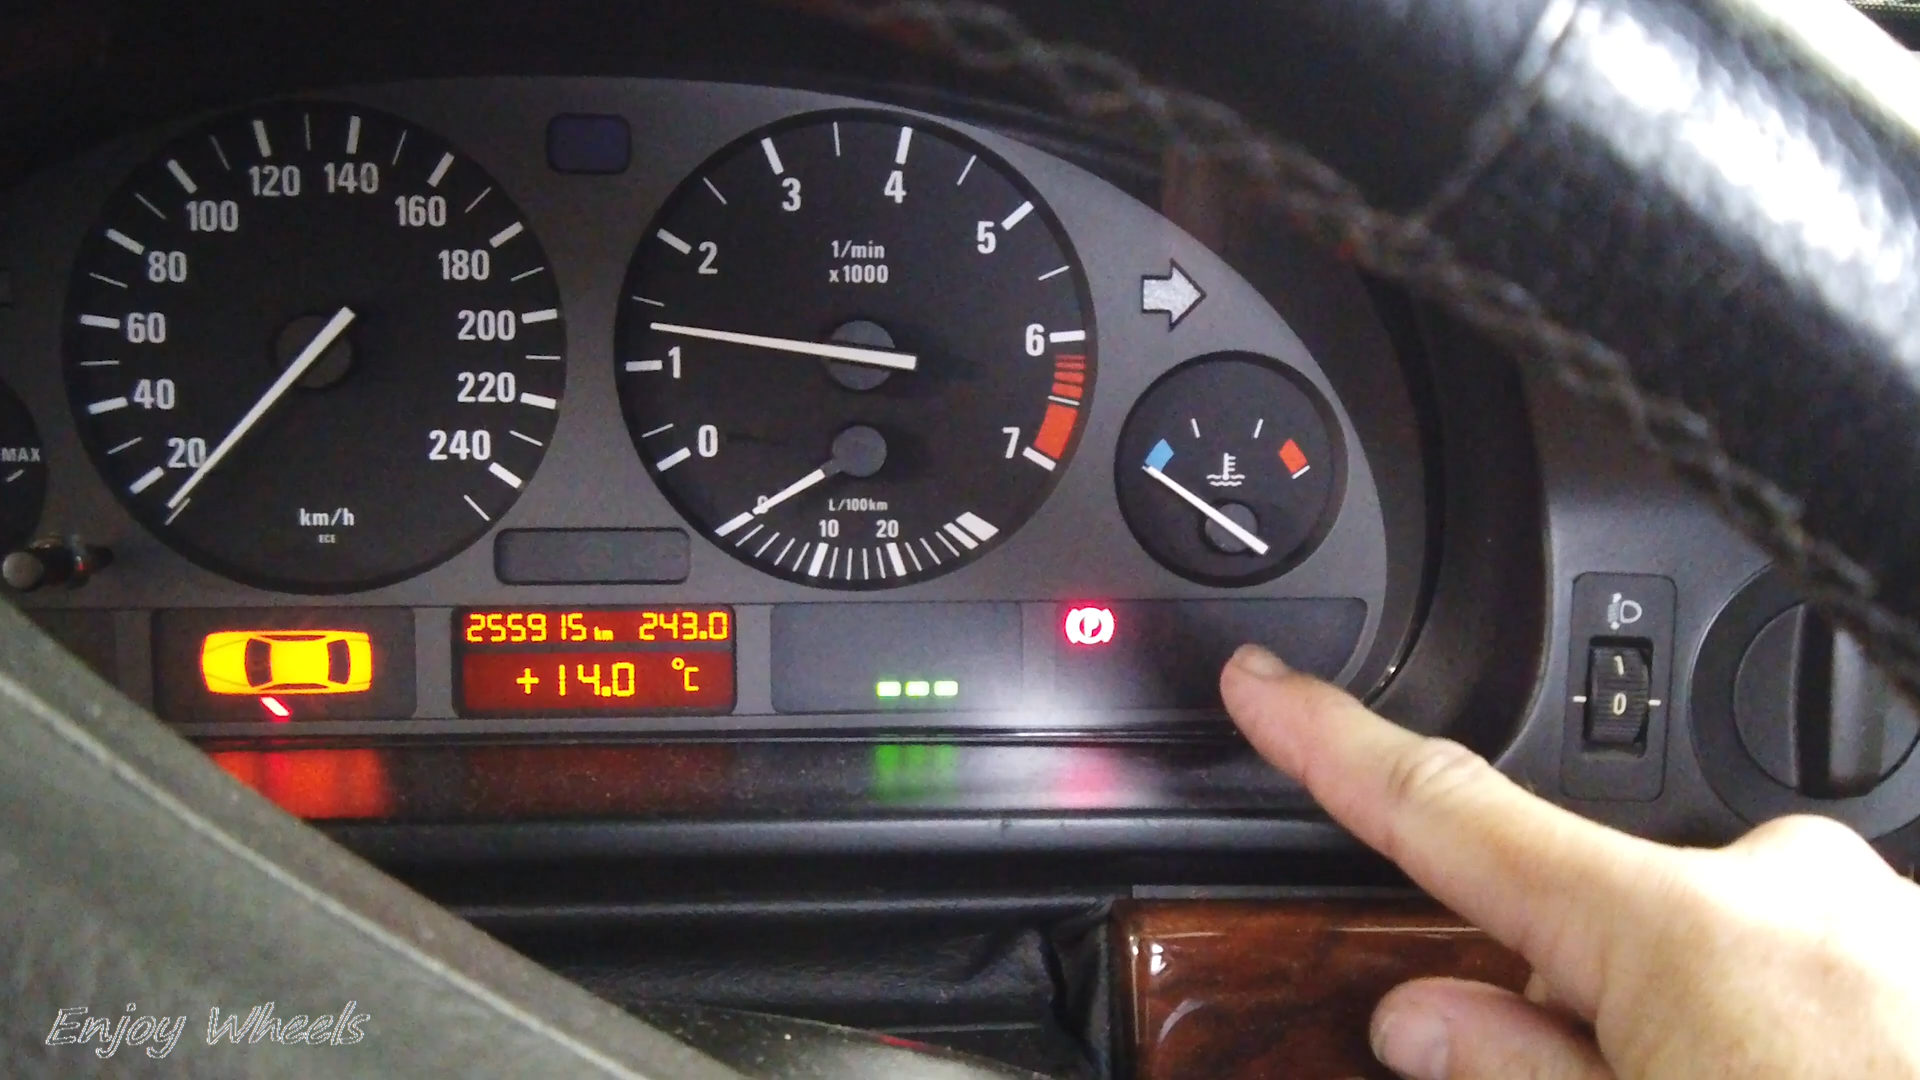 120 140
100 160
80 180
60 200
40 220
20 240
km/h
ECE
MAX
3 4
2 5
1/min
x1000
1 6
0 7
L/100km
10 20
255915 km 243.0
+14.0 °C
P
1
0
Enjoy Wheels